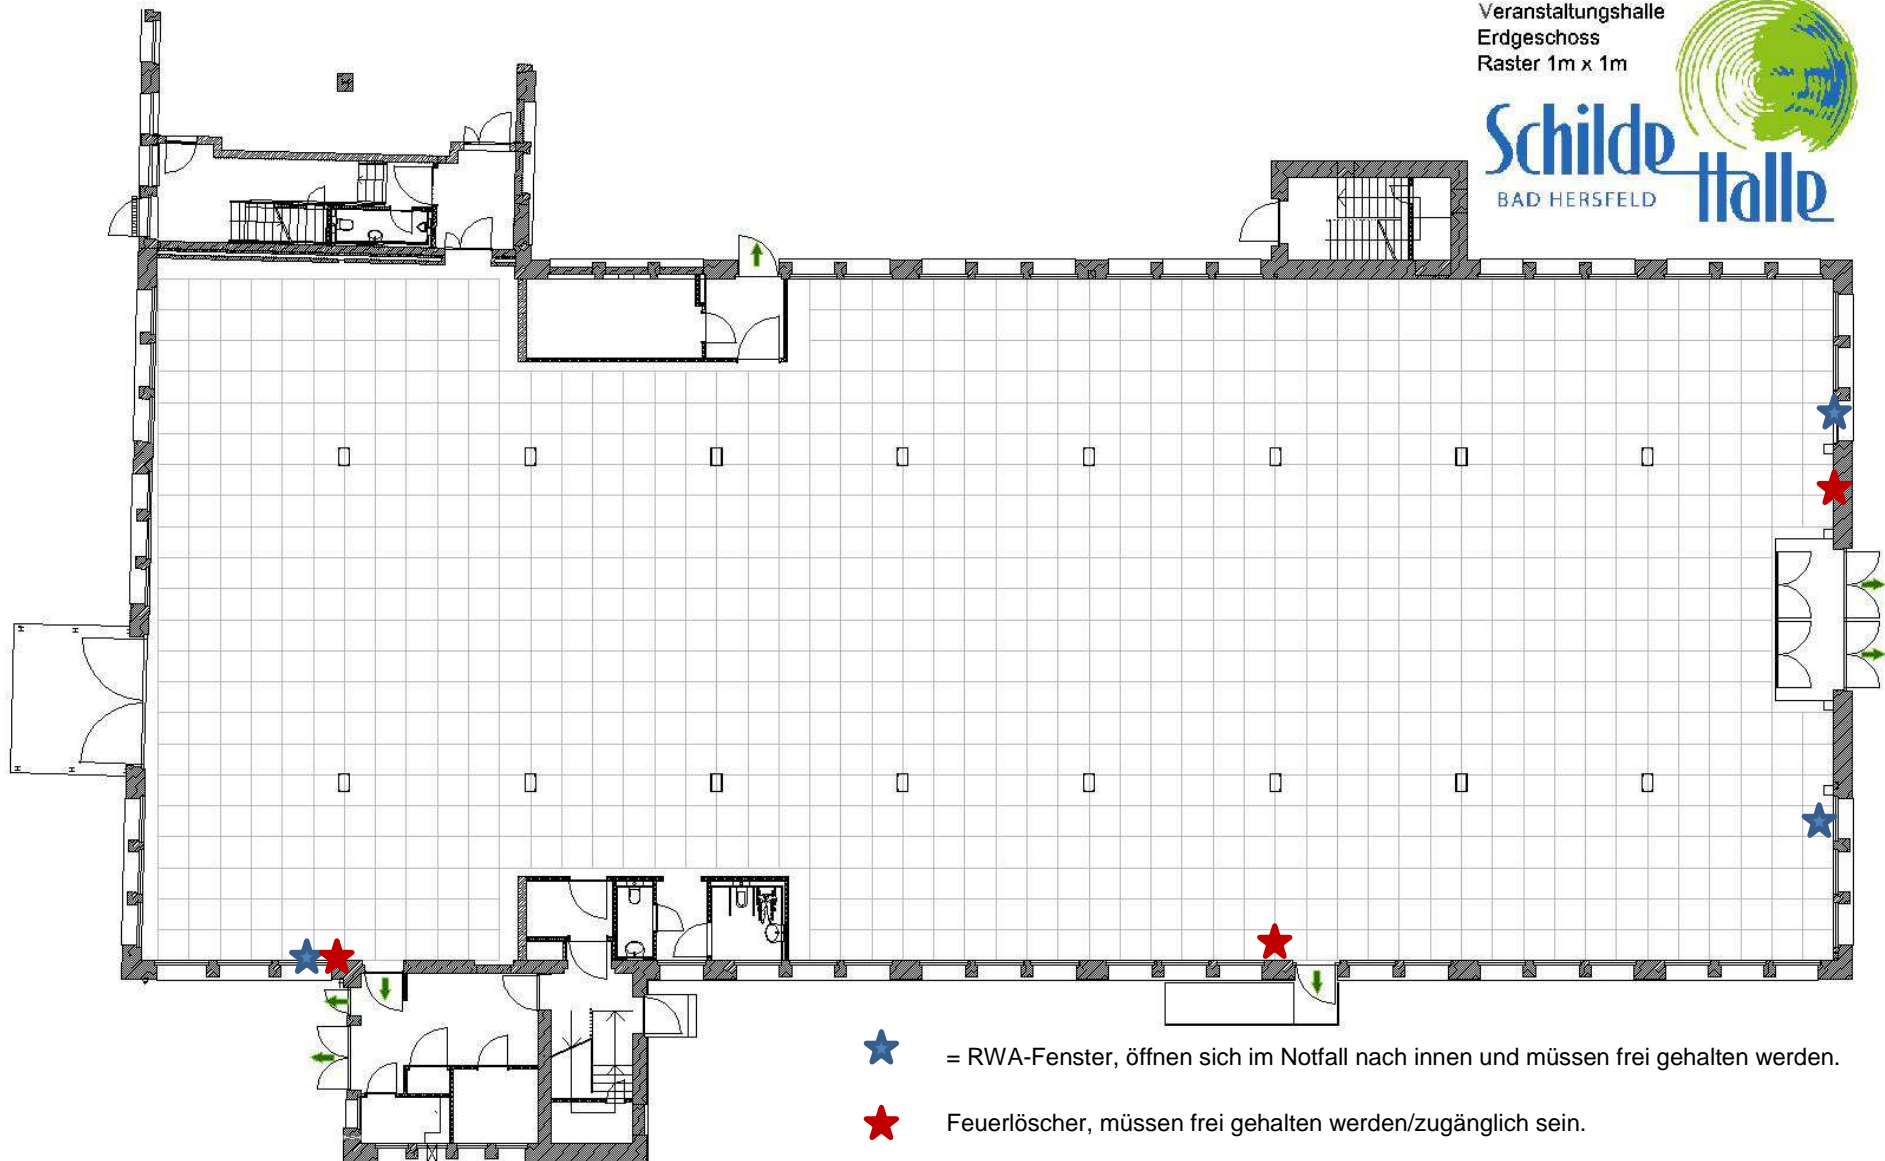 Veranstaltungshalle
Erdgeschoss
Raster 1m x 1m
Schilde
Halle
BAD HERSFELD
= RWA-Fenster, öffnen sich im Notfall nach innen und müssen frei gehalten werden.
Feuerlöscher, müssen frei gehalten werden/zugänglich sein.